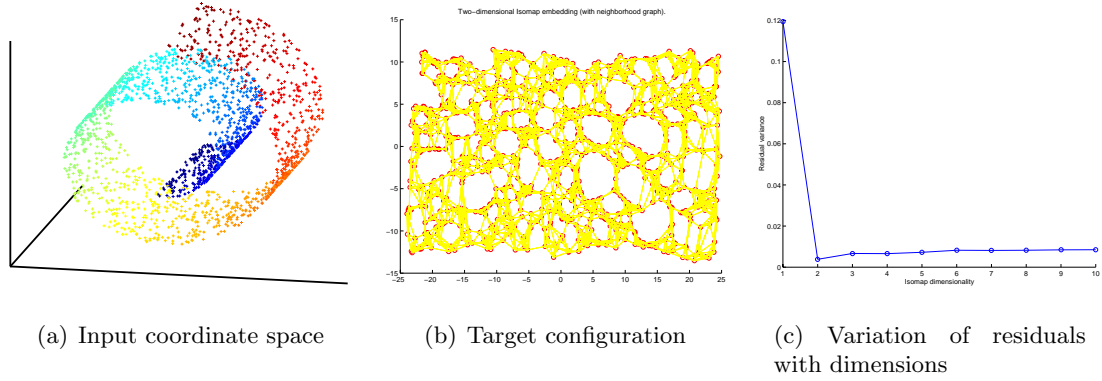 Two-dimensional Isomap embedding (with neighborhood graph).
15
10
5
0
-5
-10
-15
-25 -20 -15 -10 -5 0 5 10 15 20 25
0.12
0.1
0.08
0.06
0.04
0.02
0
Residual variance
1 2 3 4 5 6 7 8 9 10
Isomap dimensionality
(a) Input coordinate space
(b) Target configuration
(c) Variation of residuals
with dimensions